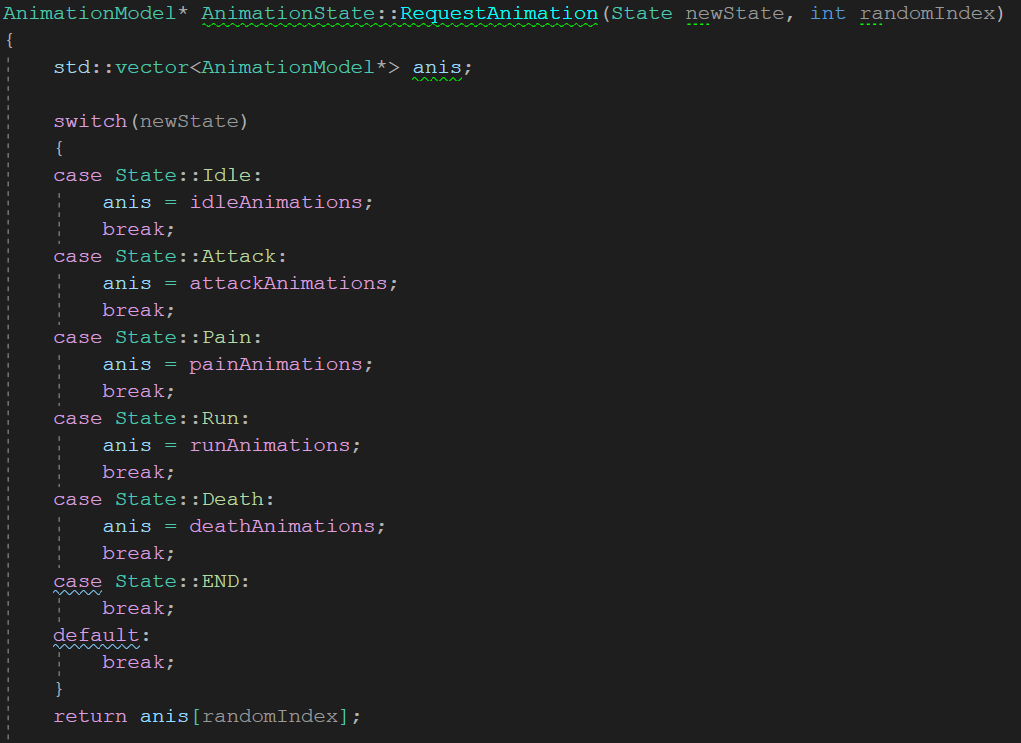 AnimationModel* AnimationState::RequestAnimation(State newState, int randomIndex)
{
    std::vector<AnimationModel*> anis;

    switch(newState)
    {
    case State::Idle:
        anis = idleAnimations;
        break;
    case State::Attack:
        anis = attackAnimations;
        break;
    case State::Pain:
        anis = painAnimations;
        break;
    case State::Run:
        anis = runAnimations;
        break;
    case State::Death:
        anis = deathAnimations;
        break;
    case State::END:
        break;
    default:
        break;
    }
    return anis[randomIndex];